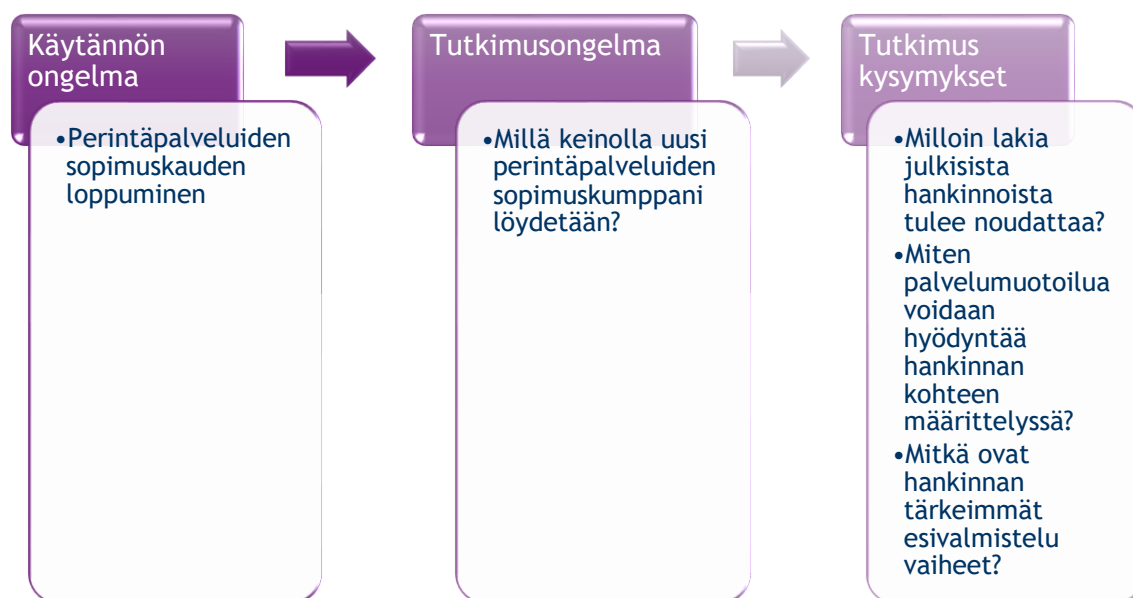 Käytännön
ongelma
•Perintäpalveluiden
sopimuskauden
loppuminen
Tutkimusongelma
•Millä keinolla uusi
perintäpalveluiden
sopimuskumppani
löydetään?
Tutkimus
kysymykset
•Milloin lakia
julkisista
hankinnoista
tulee noudattaa?
•Miten
palvelumuotoilua
voidaan
hyödyntää
hankinnan
kohteen
määrittelyssä?
•Mitkä ovat
hankinnan
tärkeimmät
esivalmistelu
vaiheet?